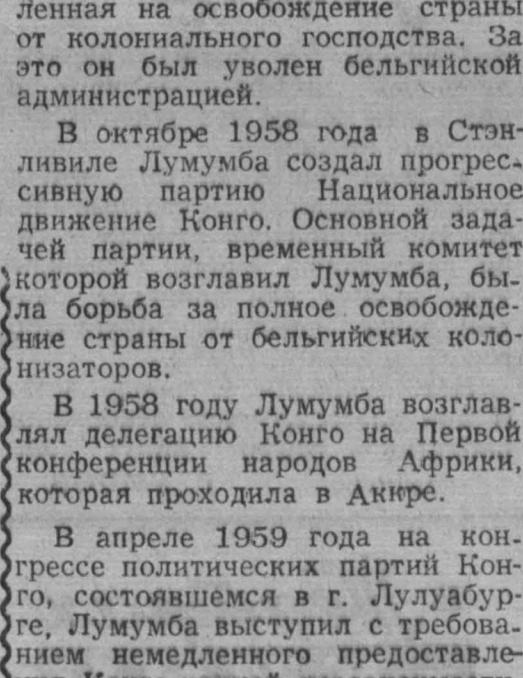 ленная на освобождение страны
от колониального господства. За
это он был уволен бельгийской
администрацией.
В октябре 1958 года в Стэн-
ливиле Лумумба создал прогрес-
сивную партию Национальное
движение Конго. Основной зада-
чей партии, временный комитет
которой возглавил Лумумба, бы-
ла борьба за полное освобожде-
ние страны от бельгийских коло-
низаторов.
В 1958 году Лумумба возглав-
лял делегацию Конго на Первой
конференции народов Африки,
которая проходила в Аккре.
В апреле 1959 года на кон-
грессе политических партий Кон-
го, состоявшемся в г. Лулуабур-
ге, Лумумба выступил с требова-
нием немедленного предоставле-